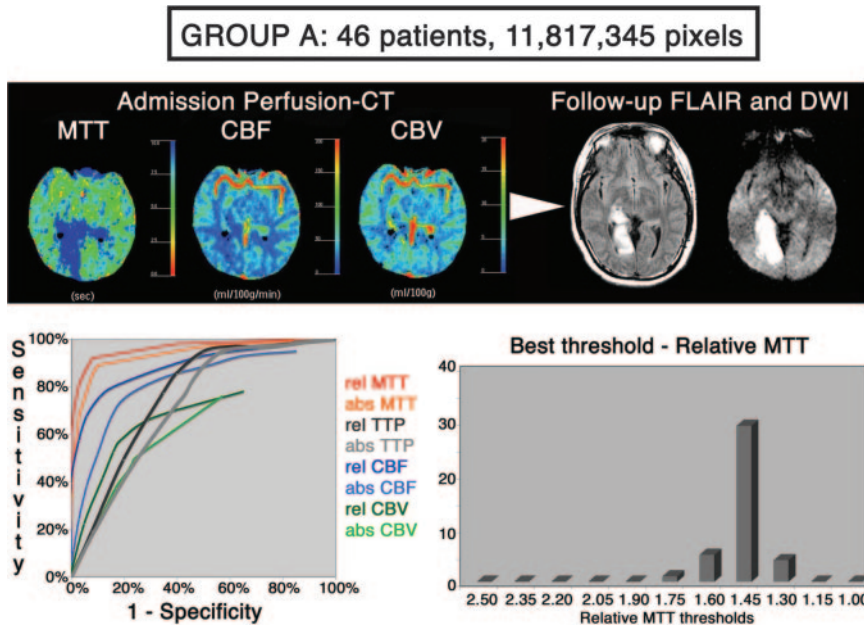 GROUP A: 46 patients, 11,817,345 pixels
Admission Perfusion-CT
Follow-up FLAIR and DWI
MTT
CBF
CBV
(sec)
(ml/100g/min)
(ml/100g)
Sensitivity
100%
80%
60%
40%
20%
0%
0% 20% 40% 60% 80% 100%
1 - Specificity
rel MTT
abs MTT
rel TTP
abs TTP
rel CBF
abs CBF
rel CBV
abs CBV
Best threshold - Relative MTT
40
30
20
10
0
2.50 2.35 2.20 2.05 1.90 1.75 1.60 1.45 1.30 1.15 1.00
Relative MTT thresholds